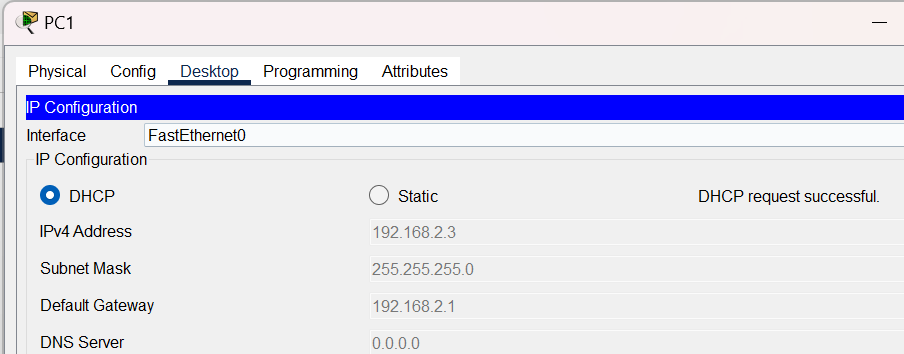 PC1
Physical Config Desktop Programming Attributes
IP Configuration
Interface FastEthernet0
IP Configuration
DHCP Static DHCP request successful.
IPv4 Address 192.168.2.3
Subnet Mask 255.255.255.0
Default Gateway 192.168.2.1
DNS Server 0.0.0.0